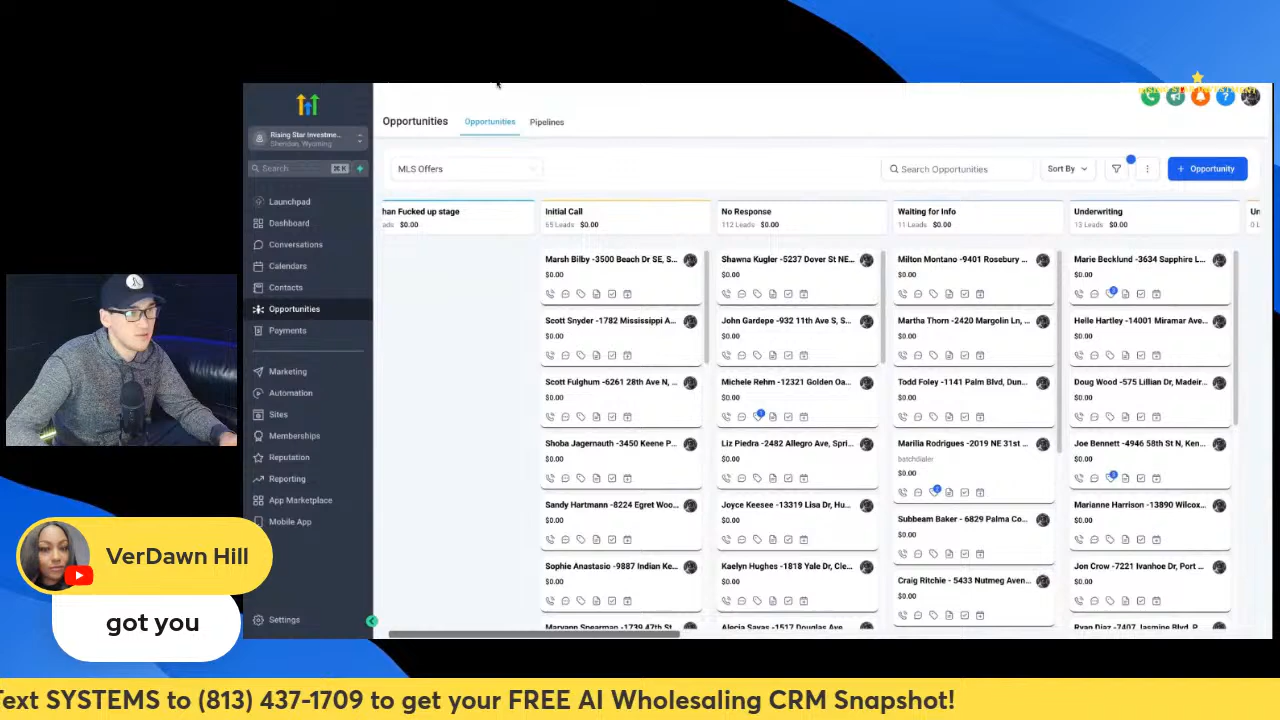 Opportunities
Opportunities
Pipelines
Rising Star Investme...
Sheridan, Wyoming
Search
⌘K
MLS Offers
Search Opportunities
Sort By
+ Opportunity
Launchpad
Dashboard
Conversations
Calendars
Contacts
Opportunities
Payments
Marketing
Automation
Sites
Memberships
Reputation
Reporting
App Marketplace
Mobile App
Settings
han Fucked up stage
ads $0.00
Initial Call
55 Leads $0.00
Marsh Bilby -3500 Beach Dr SE, S...
$0.00
Scott Snyder -1782 Mississippi A...
$0.00
Scott Fulghum -6261 28th Ave N, ...
$0.00
Shoba Jagernauth -3450 Keene P...
$0.00
Sandy Hartmann -8224 Egret Woo...
$0.00
Sophie Anastasio -9887 Indian Ke...
$0.00
Maryann Spearman -1739 47th St
No Response
112 Leads $0.00
Shawna Kugler -5237 Dover St NE...
$0.00
John Gardepe -932 11th Ave S, S...
$0.00
Michele Rehm -12321 Golden Oa...
$0.00
1
Liz Piedra -2482 Allegro Ave, Spri...
$0.00
Joyce Keesee -13319 Lisa Dr, Hu...
$0.00
Kaelyn Hughes -1818 Yale Dr, Cle...
$0.00
Alecia Savas -1517 Douglas Ave
Waiting for Info
11 Leads $0.00
Milton Montano -9401 Rosebury ...
$0.00
Martha Thorn -2420 Margolin Ln, ...
$0.00
Todd Foley -1141 Palm Blvd, Dun...
$0.00
Marilia Rodrigues -2019 NE 31st ...
batchdialer
$0.00
2
Subbeam Baker - 6829 Palma Co...
$0.00
Craig Ritchie - 5433 Nutmeg Aven...
$0.00
Underwriting
13 Leads $0.00
Marie Becklund -3634 Sapphire L...
$0.00
Helle Hartley -14001 Miramar Ave...
$0.00
Doug Wood -575 Lillian Dr, Madeir...
$0.00
Joe Bennett -4946 58th St N, Ken...
$0.00
Marianne Harrison -13890 Wilcox...
$0.00
Jon Crow -7221 Ivanhoe Dr, Port ...
$0.00
Ryan Diaz -7407 Jasmine Blvd, P
Un
0 L
VerDawn Hill
got you
ext SYSTEMS to (813) 437-1709 to get your FREE AI Wholesaling CRM Snapshot!